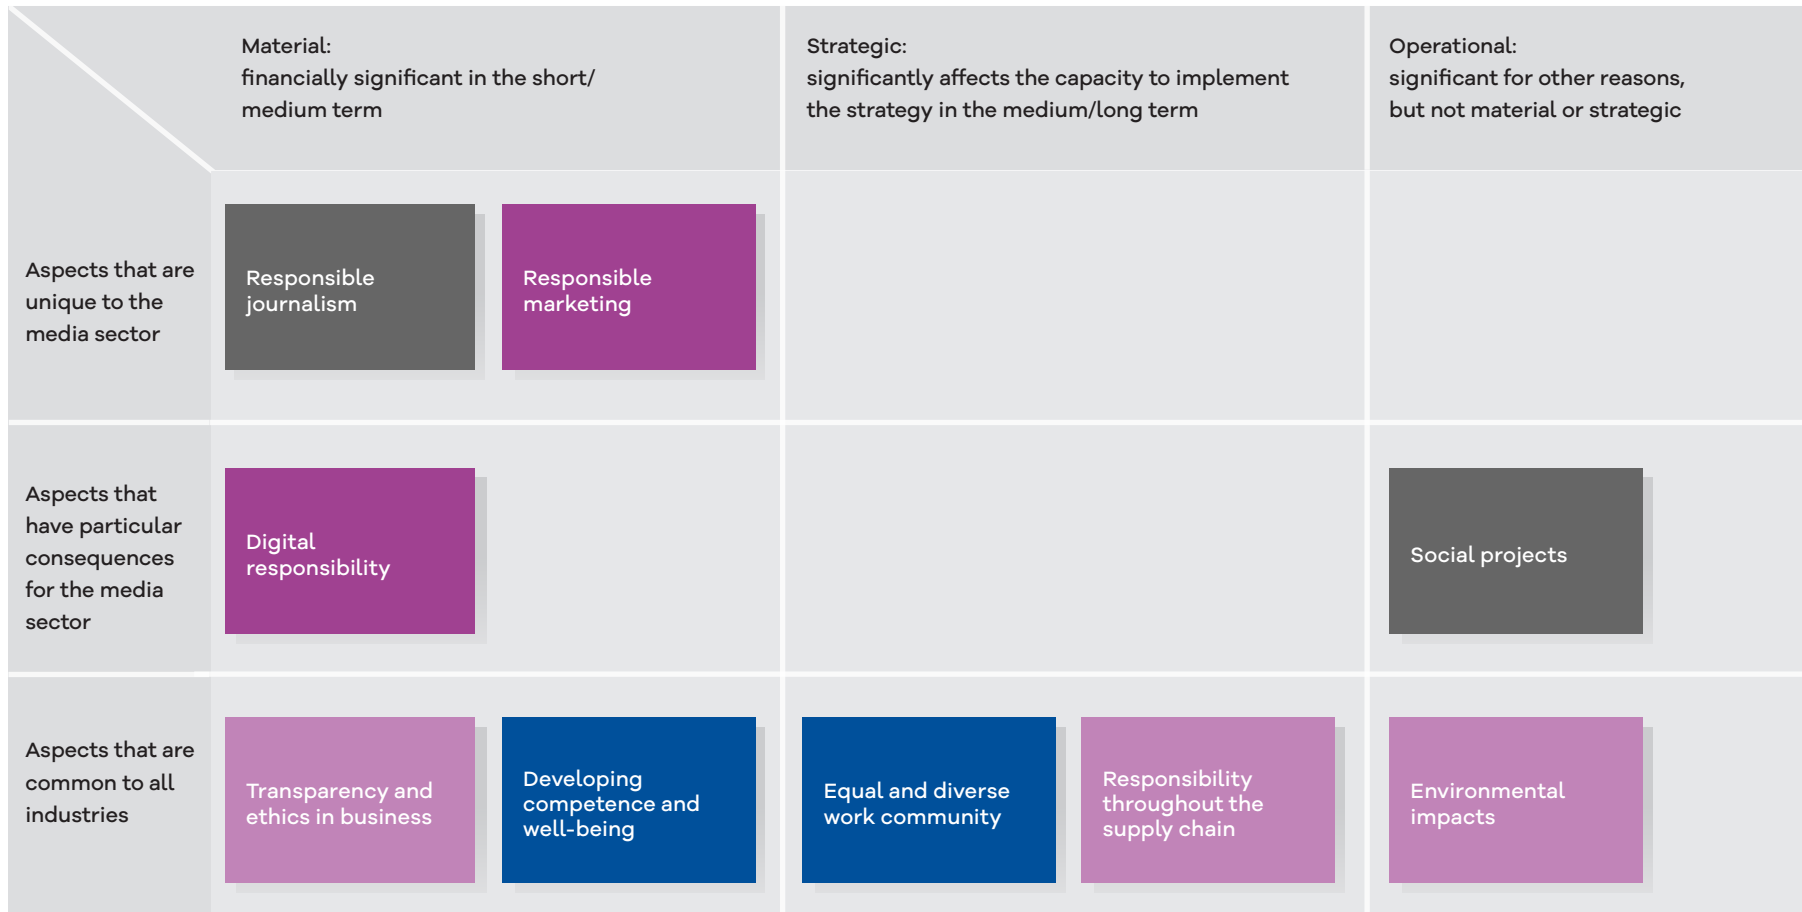 Material:
financially significant in the short/
medium term
Strategic:
significantly affects the capacity to implement
the strategy in the medium/long term
Operational:
significant for other reasons,
but not material or strategic
Aspects that are
unique to the
media sector
Responsible
journalism
Responsible
marketing
Aspects that
have particular
consequences
for the media
sector
Digital
responsibility
Social projects
Aspects that are
common to all
industries
Transparency and
ethics in business
Developing
competence and
well-being
Equal and diverse
work community
Responsibility
throughout the
supply chain
Environmental
impacts